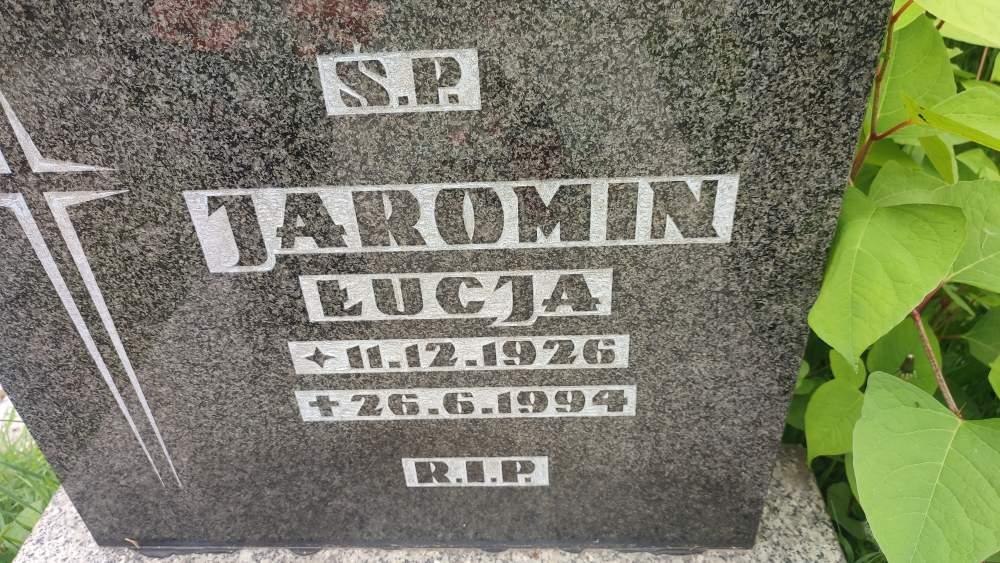 Ś.P.
JAROMIN
ŁUCJA
✦11.12.1926
+26.6.1994
R.I.P.